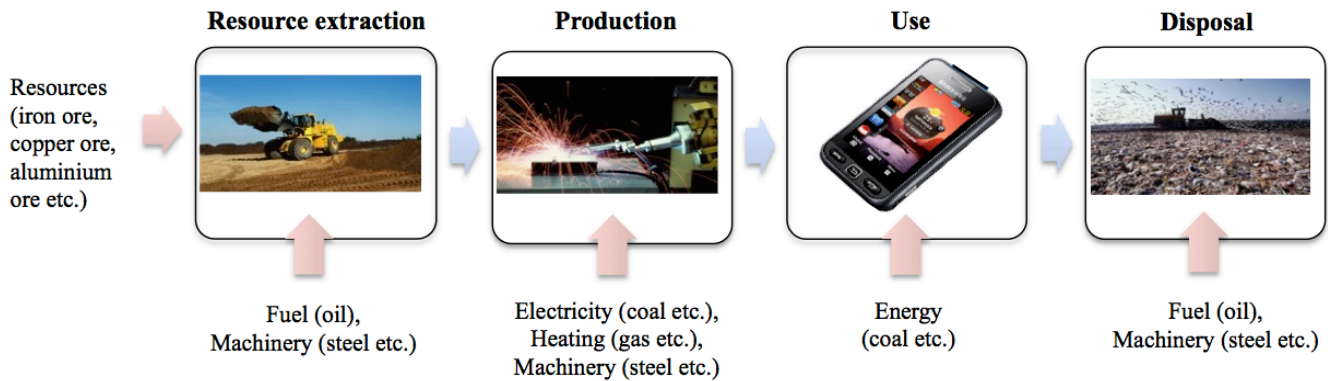 Resource extraction
Production
Use
Disposal
Resources
(iron ore,
copper ore,
aluminium
ore etc.)
Fuel (oil),
Machinery (steel etc.)
Electricity (coal etc.),
Heating (gas etc.),
Machinery (steel etc.)
Energy
(coal etc.)
Fuel (oil),
Machinery (steel etc.)